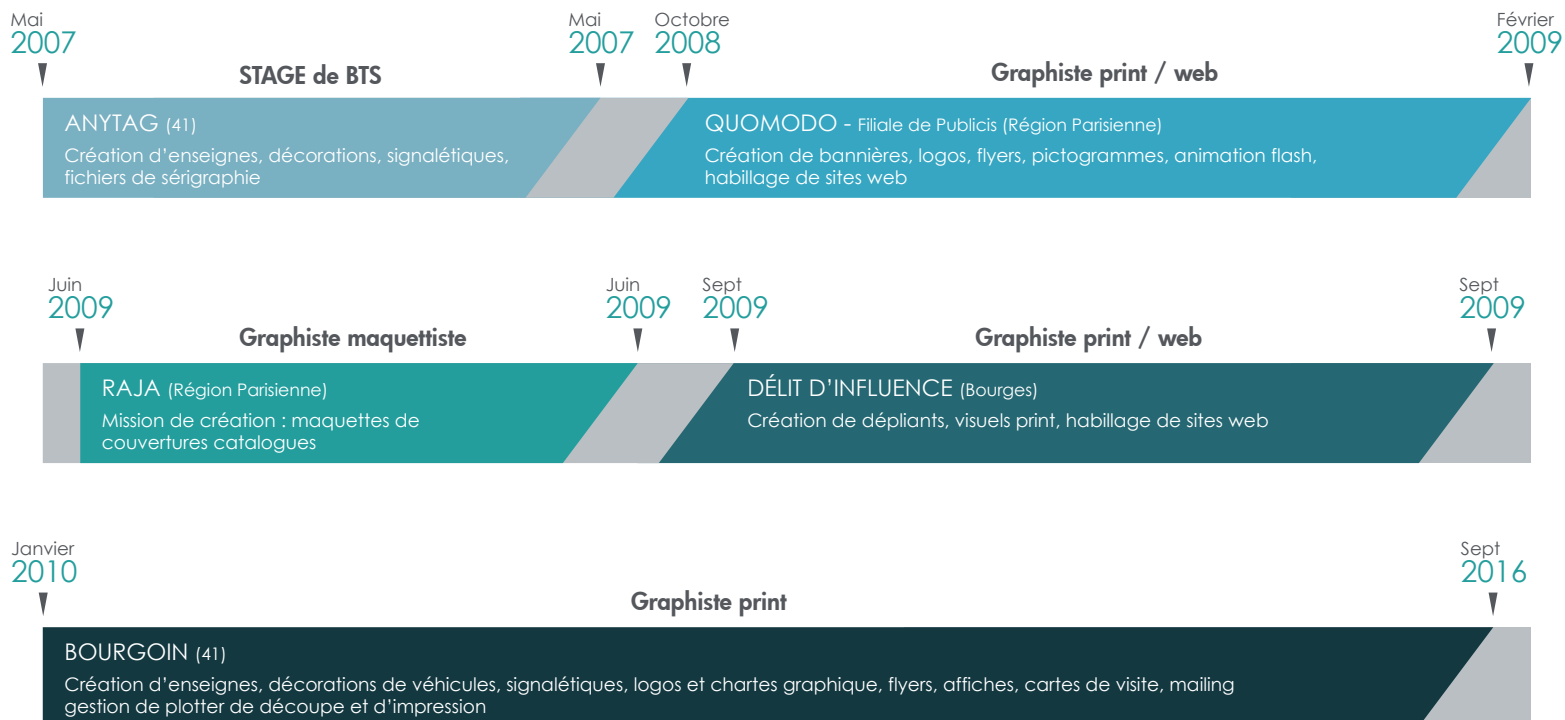 Mai
2007
Mai
2007
Octobre
2008
Février
2009
STAGE de BTS
Graphiste print / web
ANYTAG (41)
Création d’enseignes, décorations, signalétiques,
fichiers de sérigraphie
QUOMODO - Filiale de Publicis (Région Parisienne)
Création de bannières, logos, flyers, pictogrammes, animation flash,
habillage de sites web
Juin
2009
Juin
2009
Sept
2009
Sept
2009
Graphiste maquettiste
Graphiste print / web
RAJA (Région Parisienne)
Mission de création : maquettes de
couvertures catalogues
DÉLIT D’INFLUENCE (Bourges)
Création de dépliants, visuels print, habillage de sites web
Janvier
2010
Sept
2016
Graphiste print
BOURGOIN (41)
Création d’enseignes, décorations de véhicules, signalétiques, logos et chartes graphique, flyers, affiches, cartes de visite, mailing
gestion de plotter de découpe et d’impression